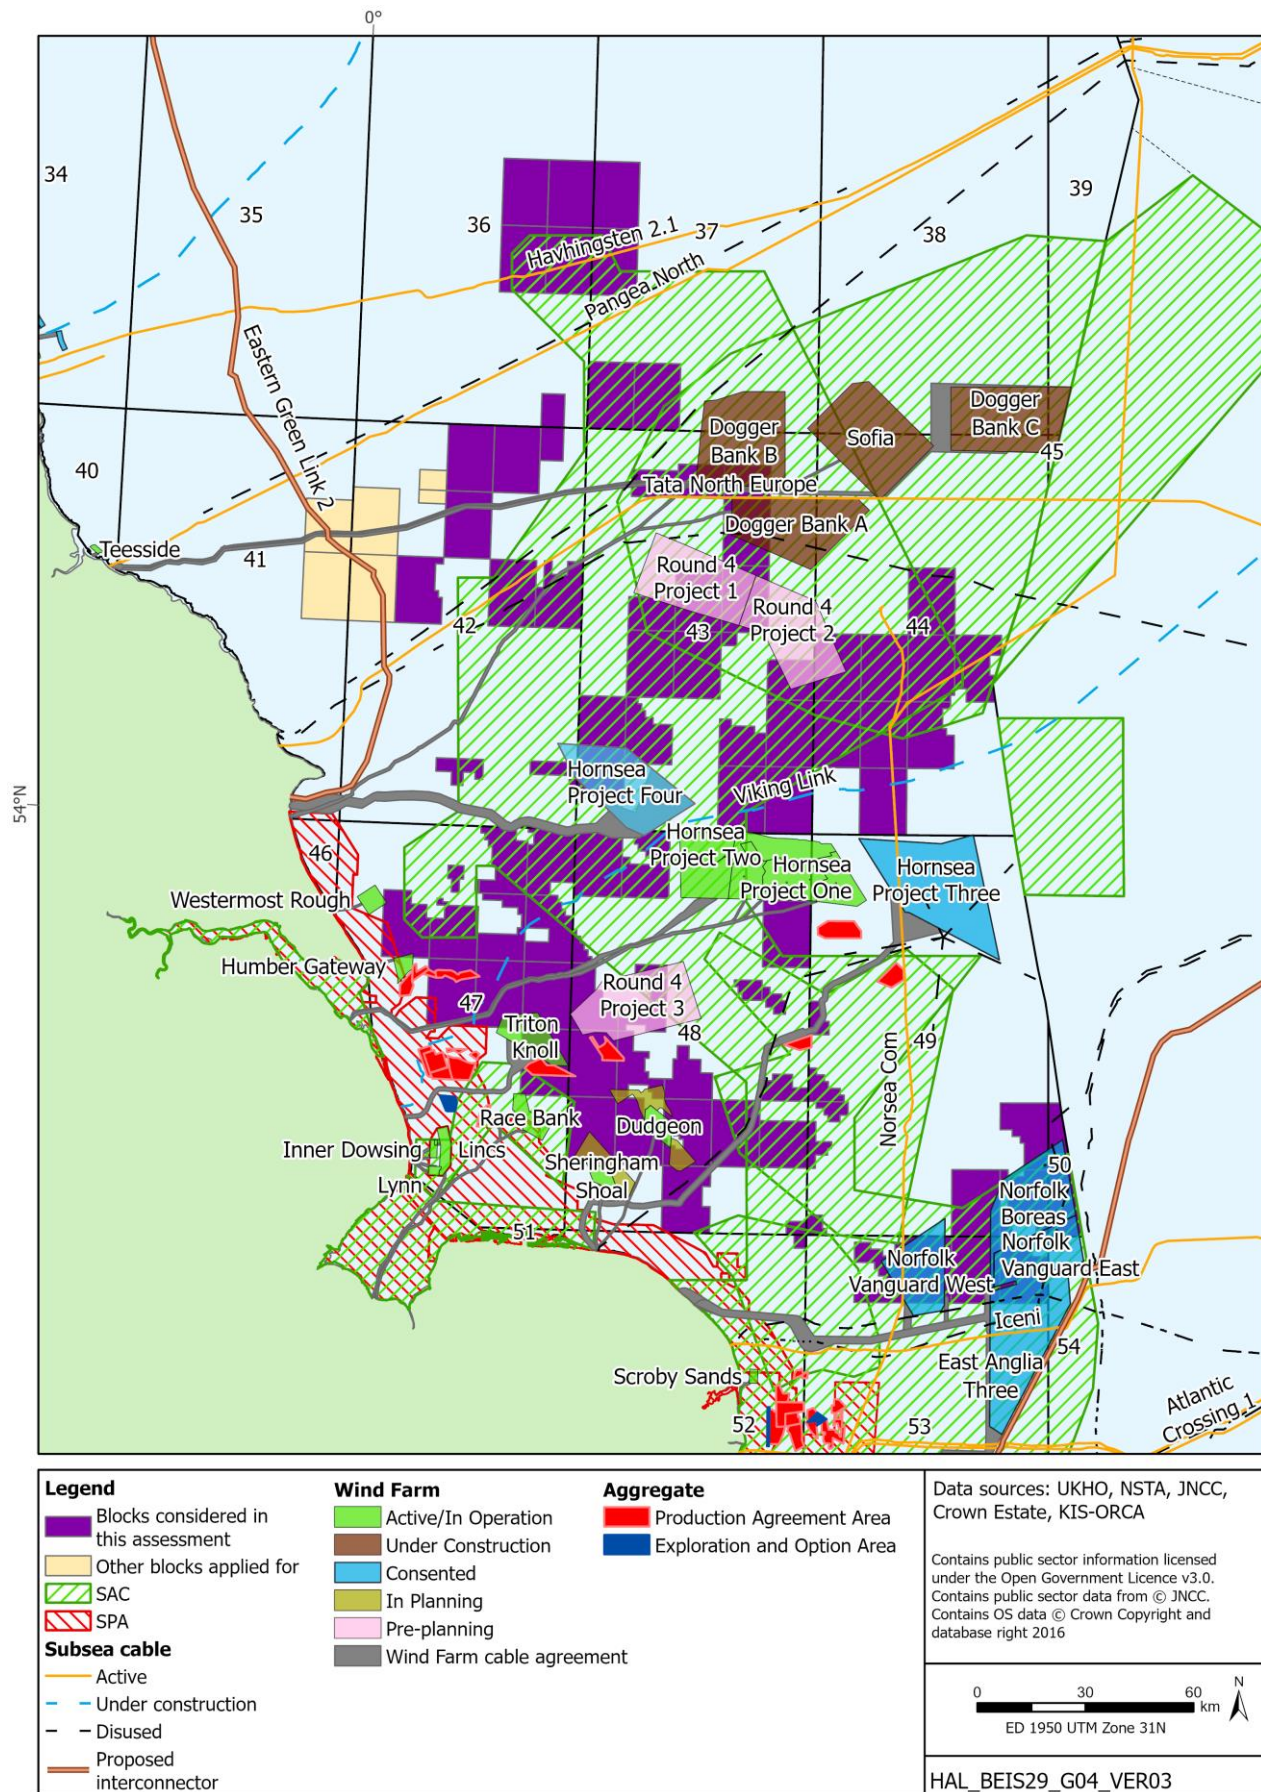 0°
34
35
36
37
38
39
Havhingsten 2.1
Pangea North
Eastern Green Link 2
Dogger
Bank B
Sofia
Dogger
Bank C
45
40
Tata North Europe
Dogger Bank A
Teesside
41
Round 4
Project 1
Round 4
Project 2
42
43
44
54°N
Hornsea
Project Four
Viking Link
Hornsea
Project Two
Hornsea
Project One
Hornsea
Project Three
46
Westermost Rough
Humber Gateway
47
Round 4
Project 3
Triton
Knoll
48
49
Norsea Com
Race Bank
Dudgeon
Inner Dowsing
Lincs
Lynn
Sheringham
Shoal
50
Norfolk
Boreas
51
Norfolk
Vanguard West
Norfolk
Vanguard East
Iceni
54
East Anglia
Three
Scroby Sands
52
53
Atlantic
Crossing 1
Legend
Blocks considered in
this assessment
Other blocks applied for
SAC
SPA
Subsea cable
Active
Under construction
Disused
Proposed
interconnector
Wind Farm
Active/In Operation
Under Construction
Consented
In Planning
Pre-planning
Wind Farm cable agreement
Aggregate
Production Agreement Area
Exploration and Option Area
Data sources: UKHO, NSTA, JNCC,
Crown Estate, KIS-ORCA
Contains public sector information licensed
under the Open Government Licence v3.0.
Contains public sector data from © JNCC.
Contains OS data © Crown Copyright and
database right 2016
0 30 60
km
N
ED 1950 UTM Zone 31N
HAL_BEIS29_G04_VER03